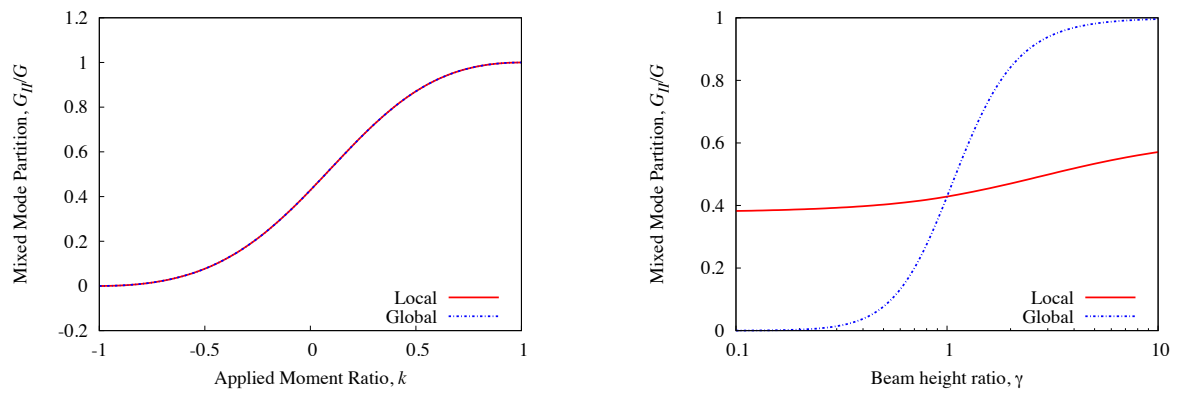 Mixed Mode Partition, G_II/G
1.2
1
0.8
0.6
0.4
0.2
0
-0.2
-1
-0.5
0
0.5
1
Applied Moment Ratio, k
Local
Global
Mixed Mode Partition, G_II/G
1
0.8
0.6
0.4
0.2
0
0.1
1
10
Beam height ratio, γ
Local
Global